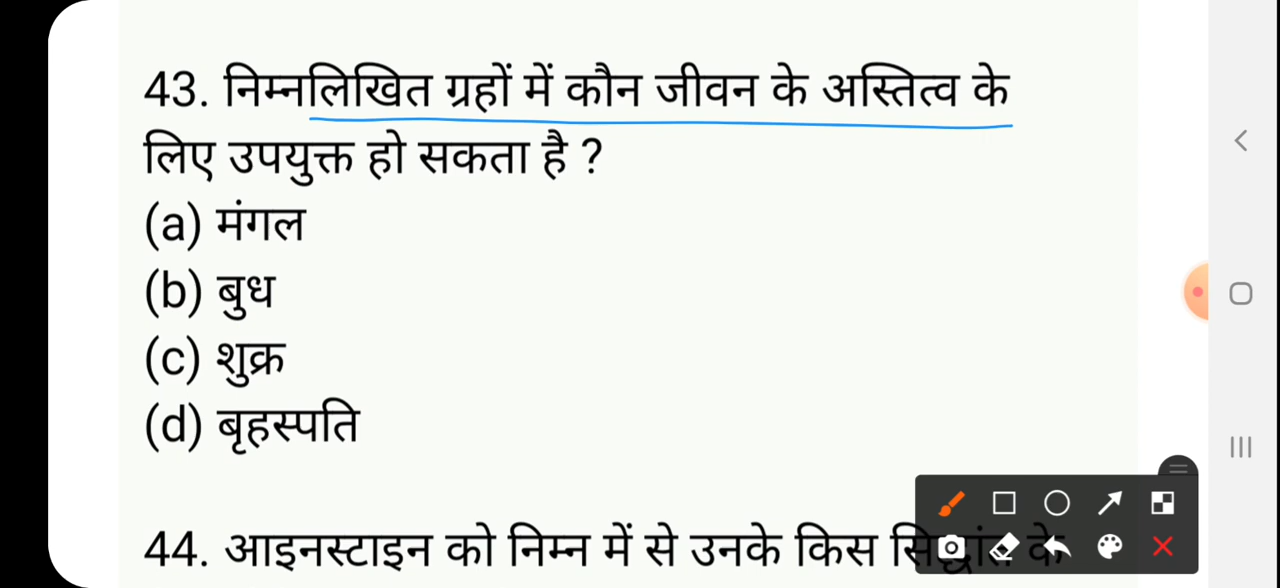 43. निम्नलिखित ग्रहों में कौन जीवन के अस्तित्व के
लिए उपयुक्त हो सकता है ?
(a) मंगल
(b) बुध
(c) शुक्र
(d) बृहस्पति
44. आइनस्टाइन को निम्न में से उनके किस सिद्धांत के